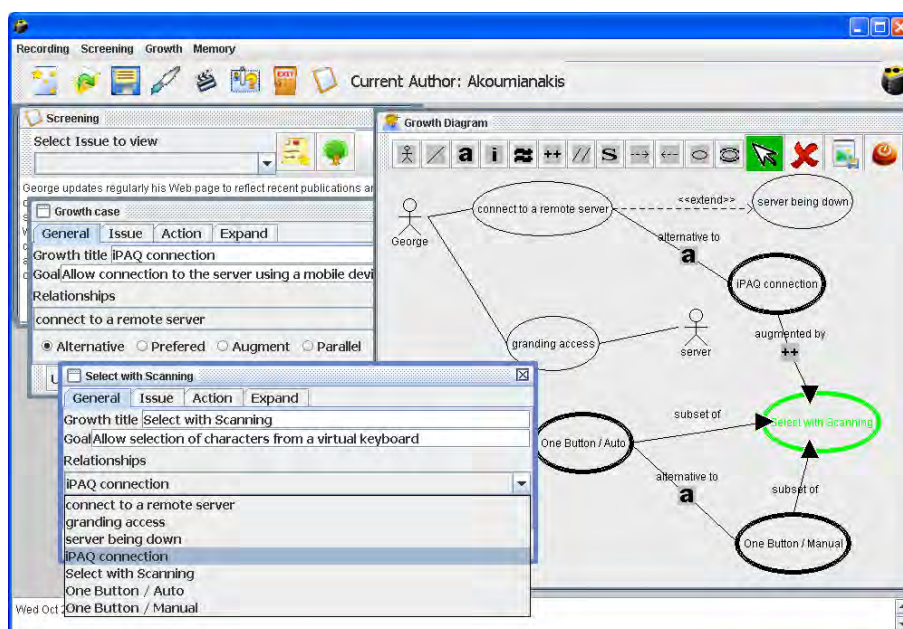 Recording Screening Growth Memory
Current Author: Akoumianakis
Screening
Select Issue to view
George updates regularly his Web page to reflect recent publications
Growth case
General Issue Action Expand
Growth title iPAQ connection
Goal Allow connection to the server using a mobile devi
Relationships
connect to a remote server
Alternative Prefered Augment Parallel
Select with Scanning
General Issue Action Expand
Growth title Select with Scanning
Goal Allow selection of characters from a virtual keyboard
Relationships
iPAQ connection
connect to a remote server
granding access
server being down
iPAQ connection
Select with Scanning
One Button / Auto
One Button / Manual
Wed Oct
Growth Diagram
a i ++ // S
George
connect to a remote server
<<extend>>
server being down
alternative to
a
iPAQ connection
granding access
server
augmented by
++
One Button / Auto
subset of
Select with Scanning
alternative to
a
subset of
One Button / Manual
EXIT